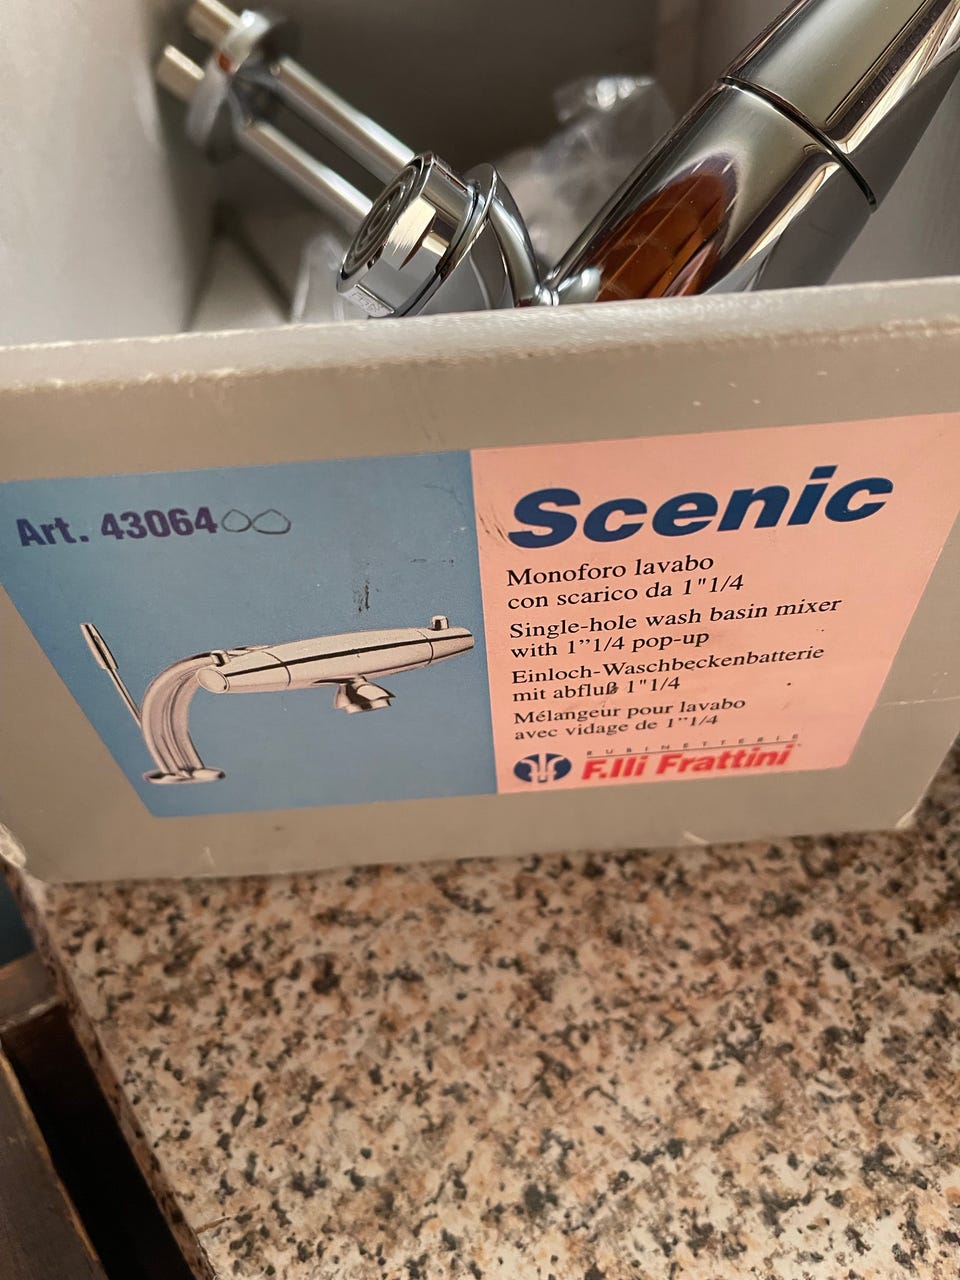 Art. 43064
Scenic
Monoforo lavabo
con scarico da 1"1/4
Single-hole wash basin mixer
with 1"1/4 pop-up
Einloch-Waschbeckenbatterie
mit abfluß 1"1/4
Mélangeur pour lavabo
avec vidage de 1"1/4
RUBINETTERIE
F.lli Frattini